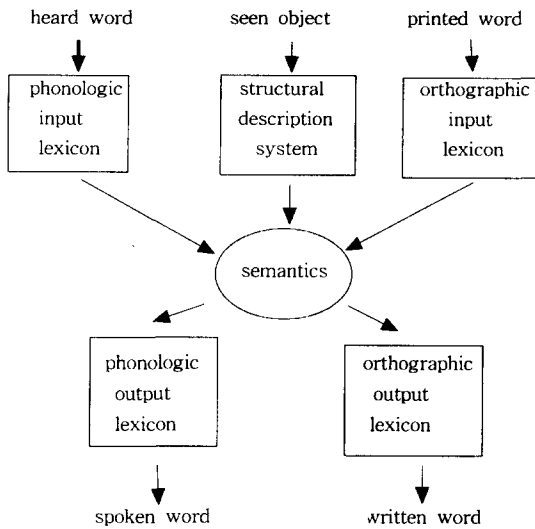 heard word
seen object
printed word
phonologic
input
lexicon
structural
description
system
orthographic
input
lexicon
semantics
phonologic
output
lexicon
orthographic
output
lexicon
spoken word
written word